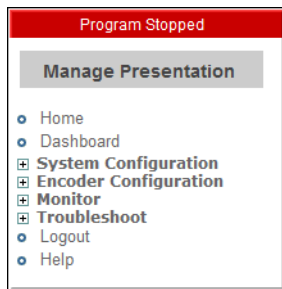 Program Stopped
Manage Presentation
Home
Dashboard
System Configuration
Encoder Configuration
Monitor
Troubleshoot
Logout
Help